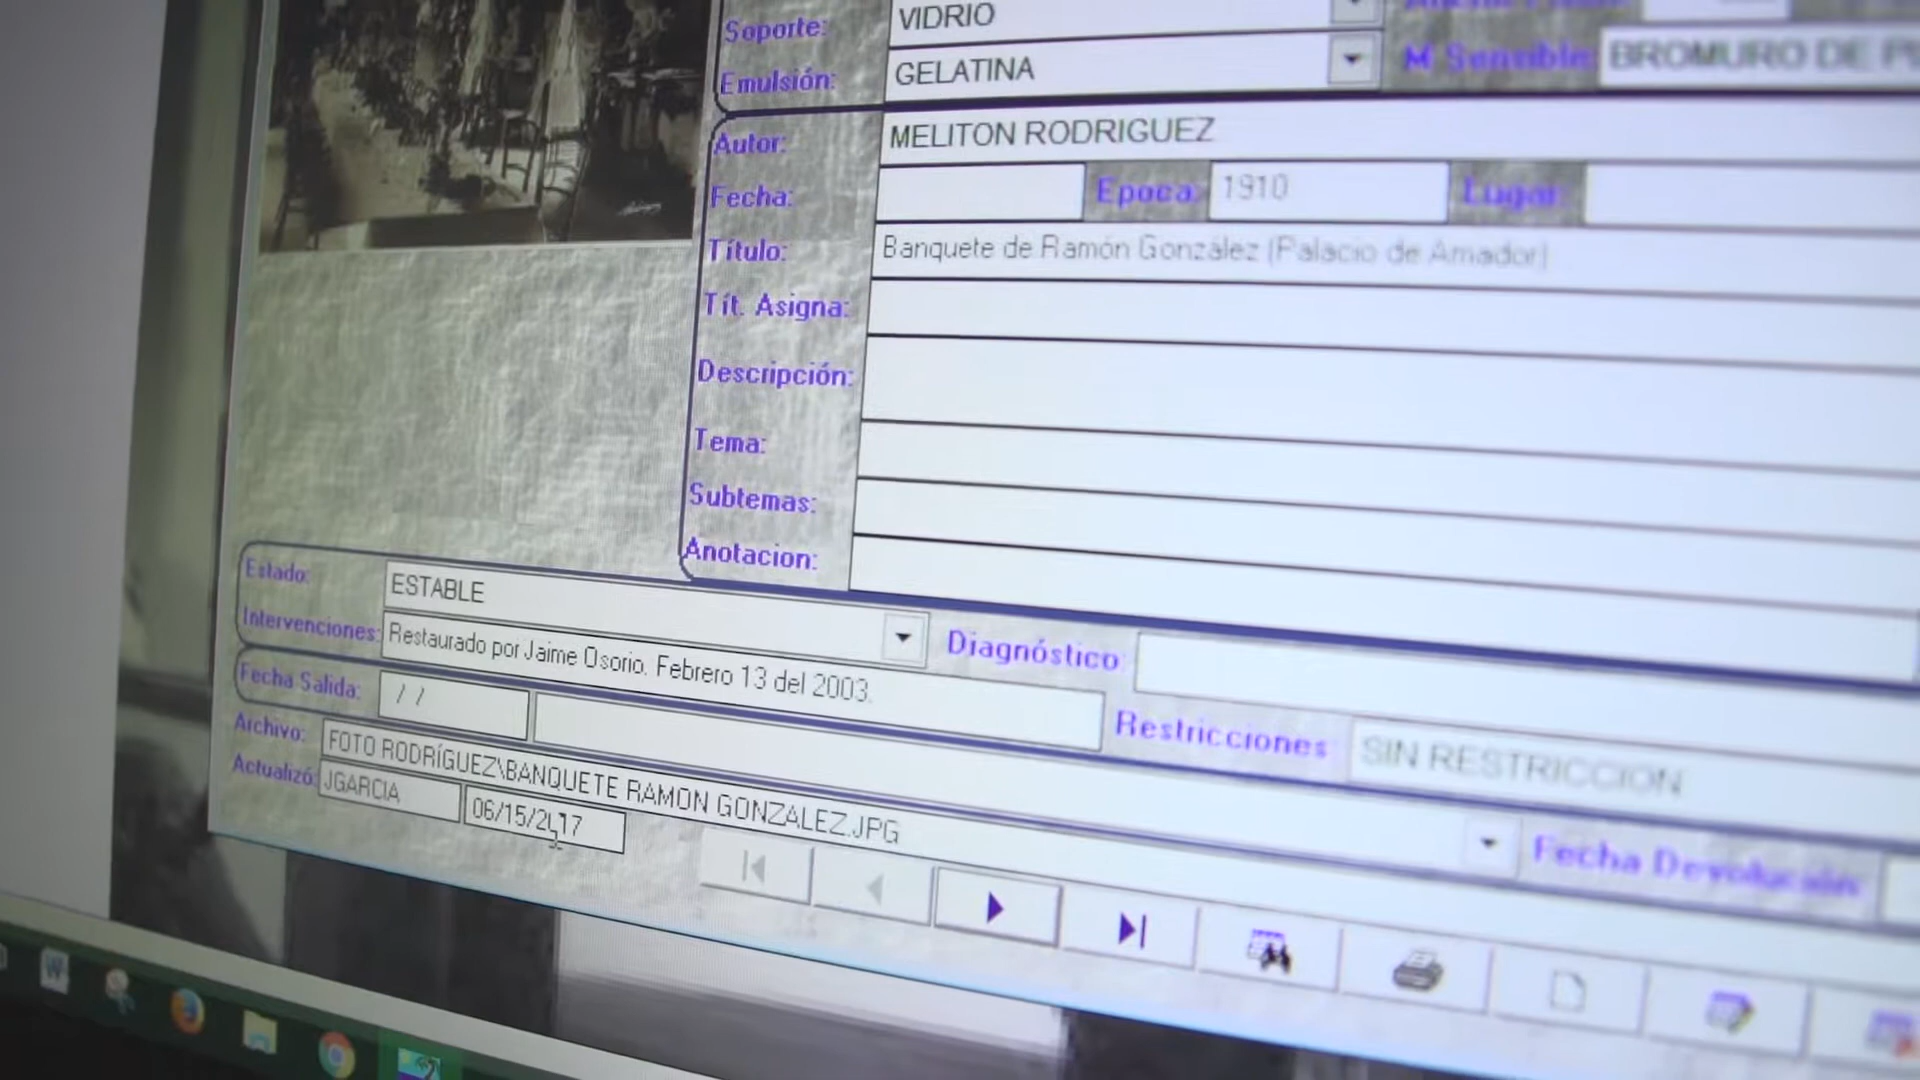 Soporte: VIDRIO
Emulsión: GELATINA M Sensible: BROMURO DE
Autor: MELITON RODRIGUEZ
Fecha: Epoca: 1910 Lugar:
Título: Banquete de Ramón González (Palacio de Amador)
Tít. Asigna:
Descripción:
Tema:
Subtemas:
Anotacion:
Estado: ESTABLE
Diagnóstico
Intervenciones: Restaurado por Jaime Osorio. Febrero 13 del 2003.
Restricciones SIN RESTRICCION
Fecha Salida: / /
Fecha Devolución
Archivo: FOTO RODRÍGUEZ\BANQUETE RAMON GONZALEZ.JPG
Actualizó: JGARCIA 06/15/2017